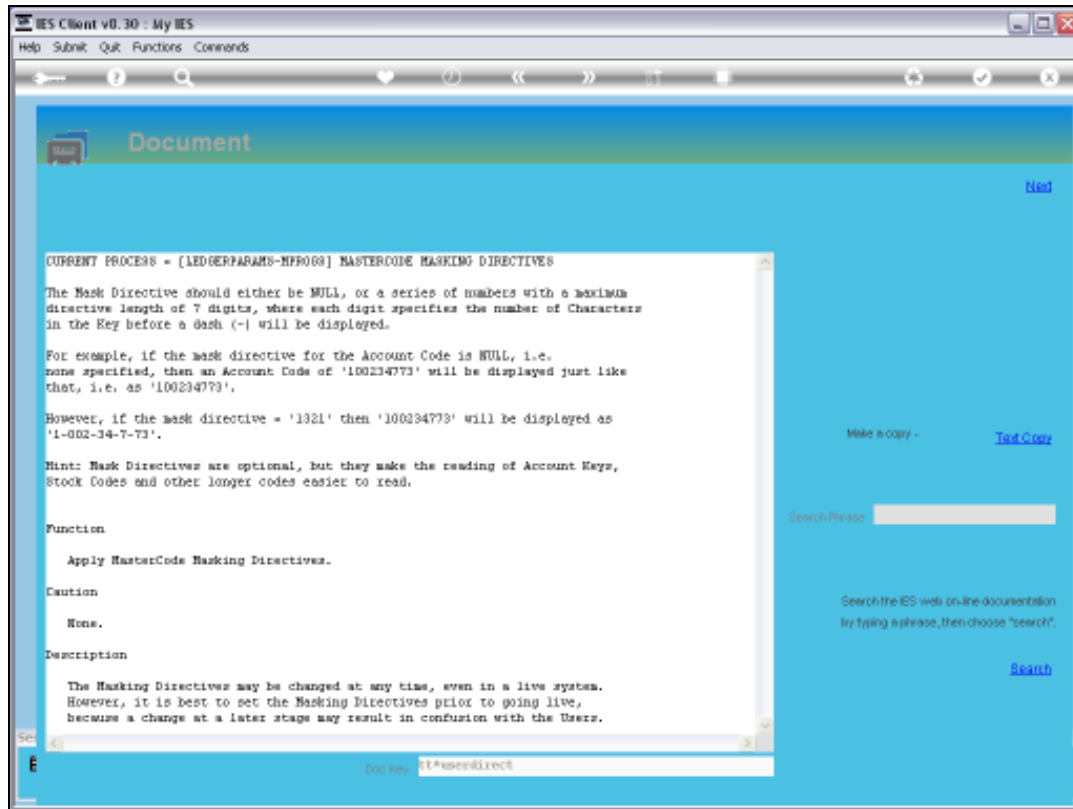 IES Client v8.30 : My IES
Help Submit Quit Functions Commands
Document
Next
CURRENT PROCESS = [LEDGERPARAMS-MPROGS] MASTERCODE MASKING DIRECTIVES
The Mask Directive should either be NULL, or a series of numbers with a maximum
directive length of 7 digits, where each digit specifies the number of Characters
in the Key before a dash (-) will be displayed.
For example, if the mask directive for the Account Code is NULL, i.e.
none specified, then an Account Code of '100234773' will be displayed just like
that, i.e. as '100234773'.
However, if the mask directive = '1321' then '100234773' will be displayed as
'1-002-34-7-73'.
Hint: Mask Directives are optional, but they make the reading of Account Keys,
Stock Codes and other longer codes easier to read.
Function
Apply MasterCode Masking Directives.
Caution
None.
Description
The Masking Directives may be changed at any time, even in a live system.
However, it is best to set the Masking Directives prior to going live,
because a change at a later stage may result in confusion with the Users.
Make a copy -
Text Copy
Search Phrase
Search the IES web on-line documentation
by typing a phrase, then choose "search".
Search
Doc Key tt*userdirect